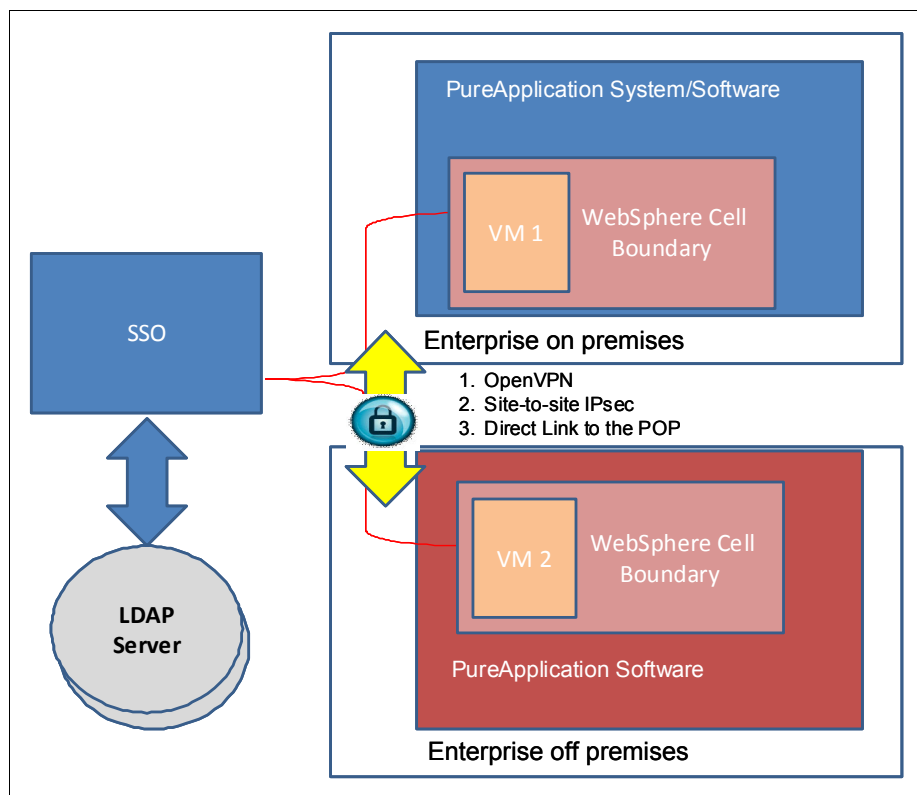 PureApplication System/Software
VM 1
WebSphere Cell
Boundary
SSO
Enterprise on premises
1. OpenVPN
2. Site-to-site IPsec
3. Direct Link to the POP
VM 2
WebSphere Cell
Boundary
LDAP
Server
PureApplication Software
Enterprise off premises